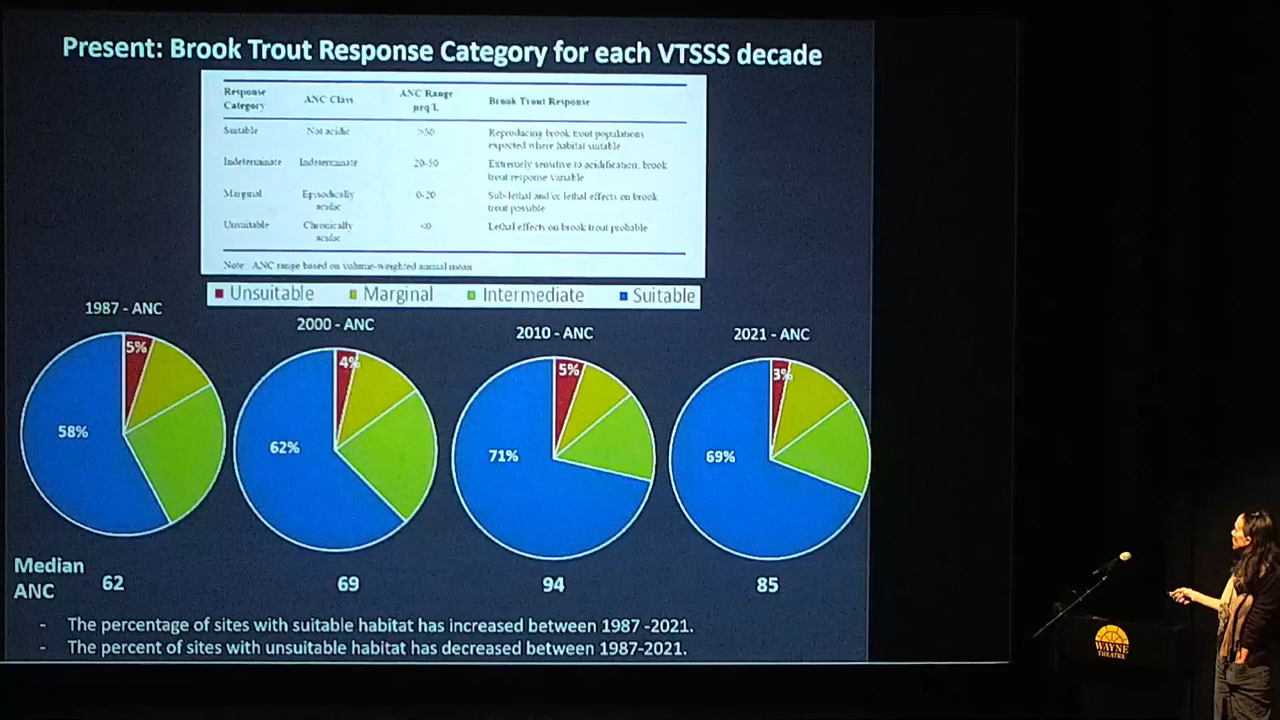 Present: Brook Trout Response Category for each VTSSS decade
Response Category ANC Class ANC Range µeq/L Brook Trout Response
Suitable Not acidic >50 Reproducing brook trout populations expected where habitat suitable
Indeterminate Indeterminate 20-50 Extremely sensitive to acidification, brook trout response variable
Marginal Episodically acidic 0-20 Sub-lethal and/or lethal effects on brook trout possible
Unsuitable Chronically acidic <0 Lethal effects on brook trout probable
Note: ANC range based on volume-weighted annual mean
Unsuitable Marginal Intermediate Suitable
1987 - ANC
5%
58%
2000 - ANC
4%
62%
2010 - ANC
5%
71%
2021 - ANC
3%
69%
Median ANC 62 69 94 85
- The percentage of sites with suitable habitat has increased between 1987 -2021.
- The percent of sites with unsuitable habitat has decreased between 1987-2021.
WAYNE
THEATRE